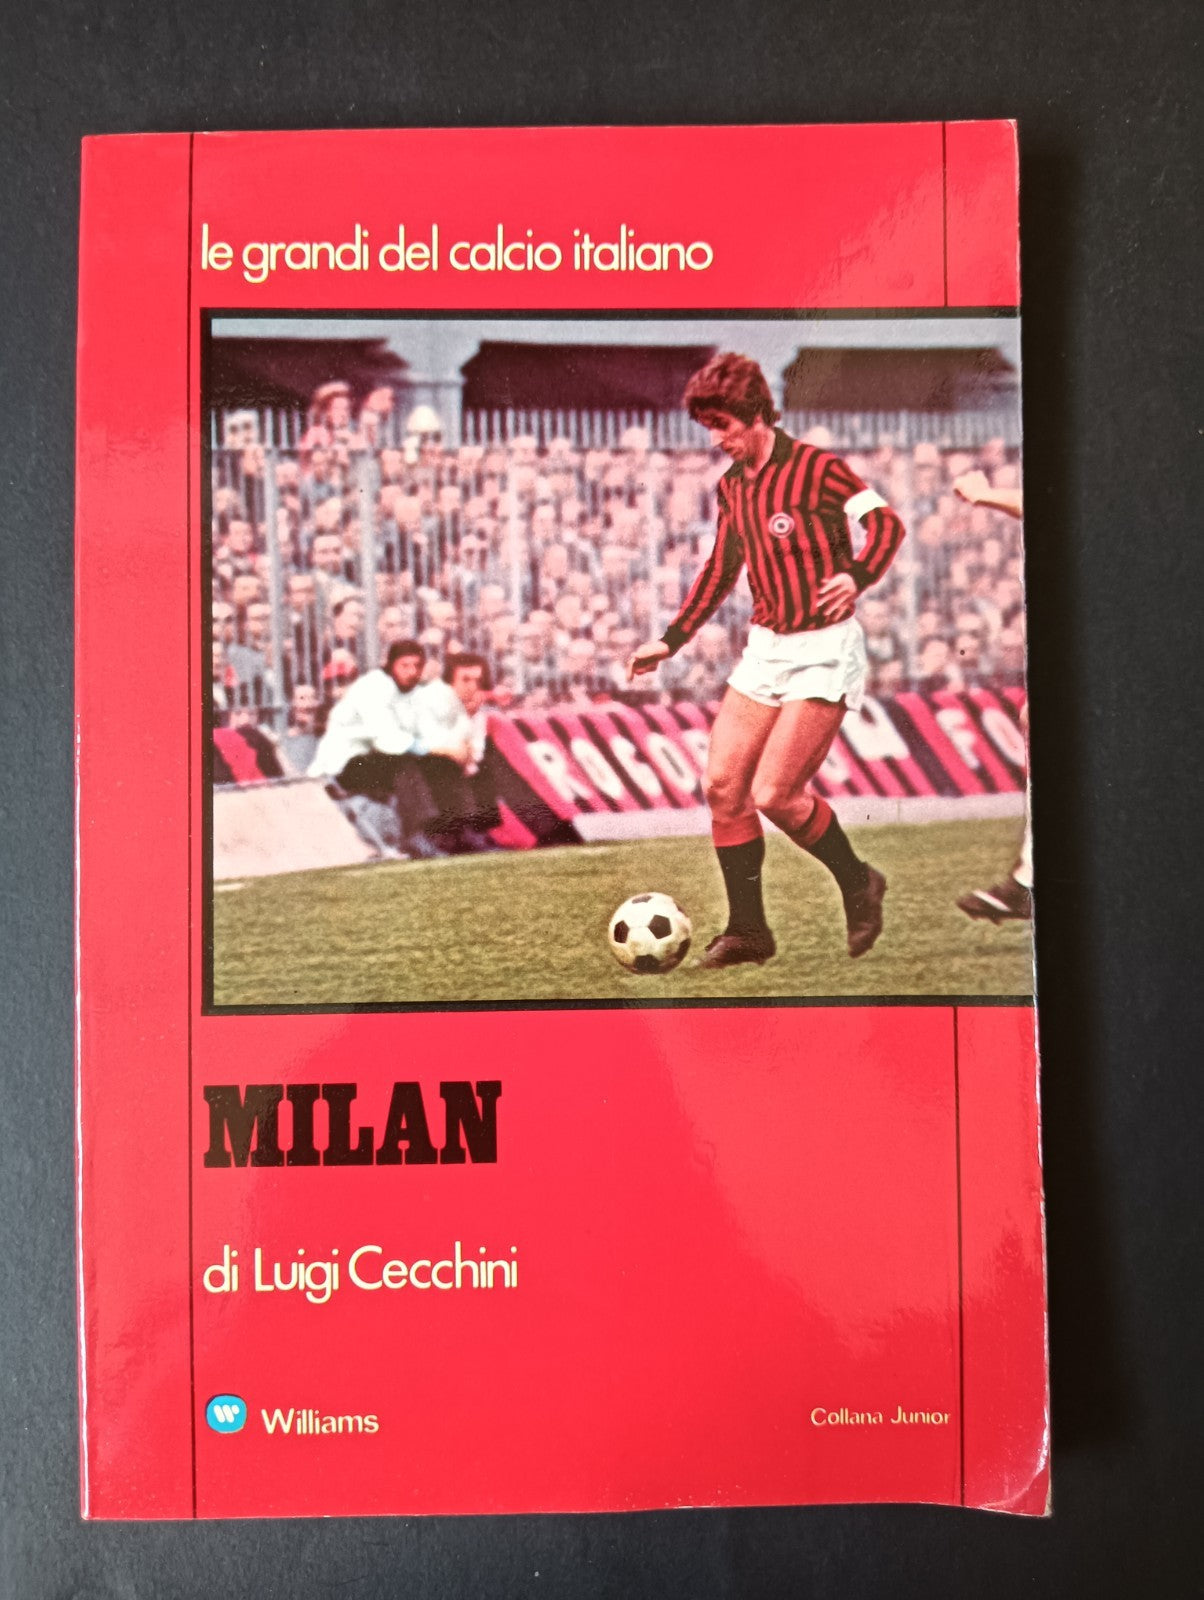 le grandi del calcio italiano
MILAN
di Luigi Cecchini
Williams
Collana Junior